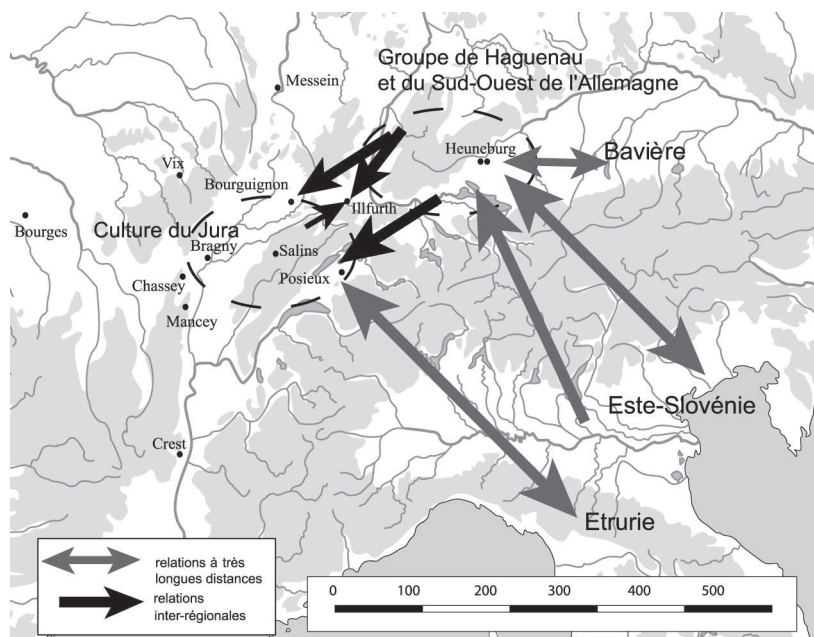 Groupe de Haguenau
et du Sud-Ouest de l'Allemagne
Messein
Heuneburg
Bavière
Vix
Bourguignon
Illfurth
Bourges
Culture du Jura
Bragny
Salins
Posieux
Chassey
Mancey
Este-Slovénie
Crest
Etrurie
relations à très
longues distances
relations
inter-régionales
0 100 200 300 400 500